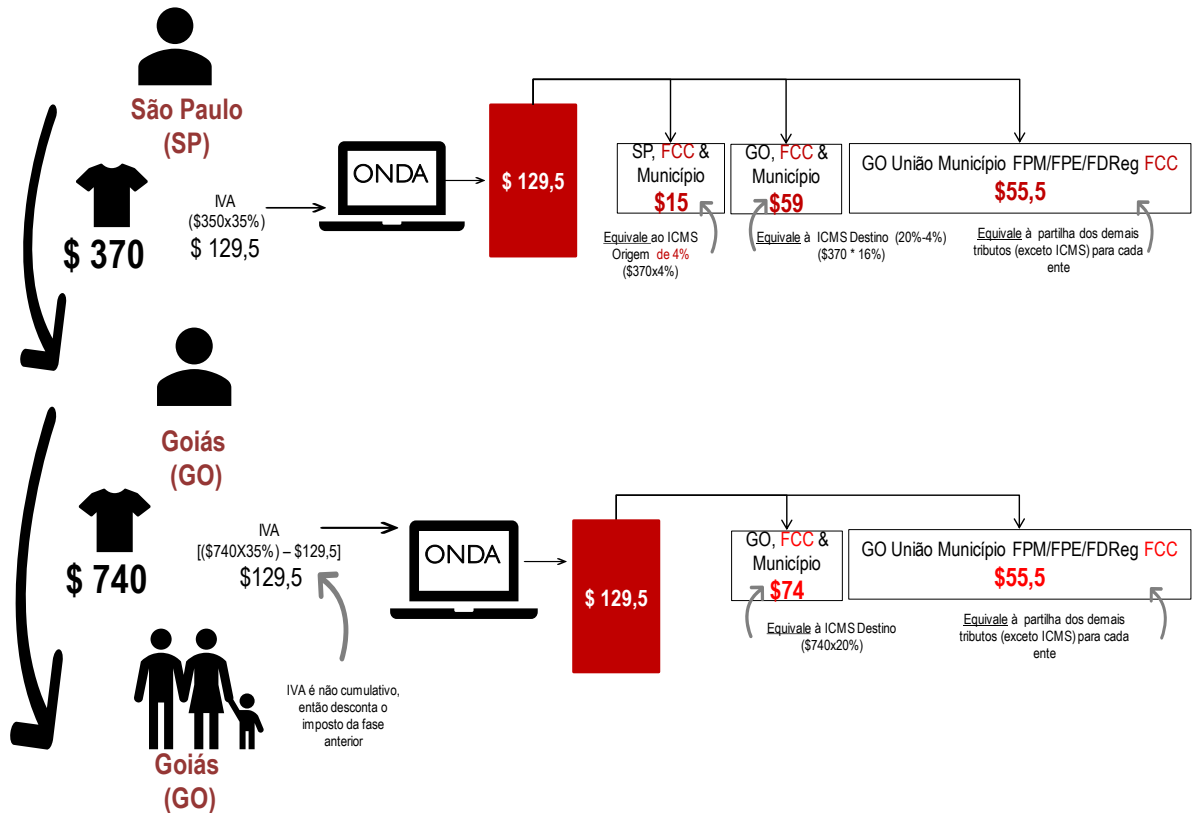 São Paulo
(SP)
$ 370
IVA
($350x35%)
$ 129,5
ONDA
$ 129,5
SP, FCC &
Município
$15
Equivale ao ICMS
Origem de 4%
($370x4%)
GO, FCC &
Município
$59
Equivale à ICMS Destino (20%-4%)
($370 * 16%)
GO União Município FPM/FPE/FDReg FCC
$55,5
Equivale à partilha dos demais
tributos (exceto ICMS) para cada
ente
Goiás
(GO)
$ 740
IVA
[($740X35%) – $129,5]
$129,5
ONDA
$ 129,5
GO, FCC &
Município
$74
Equivale à ICMS Destino
($740x20%)
GO União Município FPM/FPE/FDReg FCC
$55,5
Equivale à partilha dos demais
tributos (exceto ICMS) para cada
ente
IVA é não cumulativo,
então desconta o
imposto da fase
anterior
Goiás
(GO)